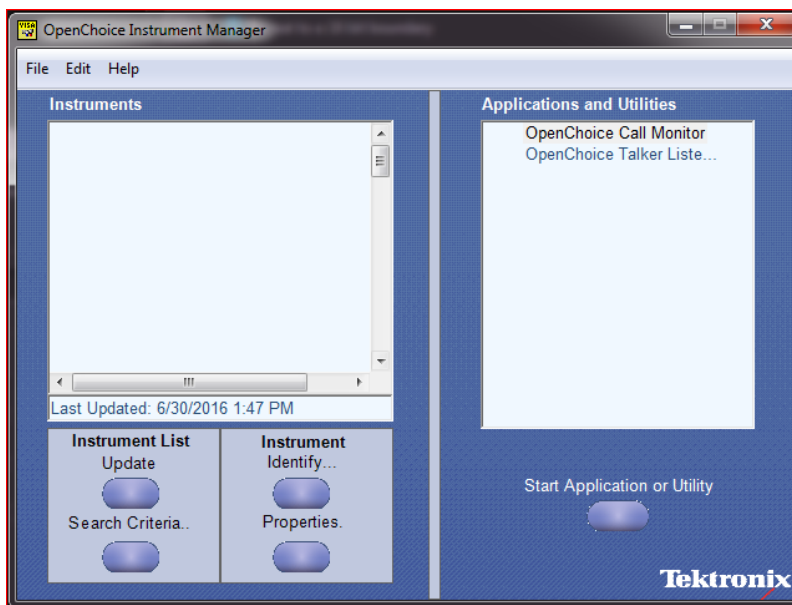 VISA
OpenChoice Instrument Manager
File Edit Help
Instruments
Applications and Utilities
OpenChoice Call Monitor
OpenChoice Talker Liste...
Last Updated: 6/30/2016 1:47 PM
Instrument List
Update
Search Criteria..
Instrument
Identify...
Properties.
Start Application or Utility
Tektronix